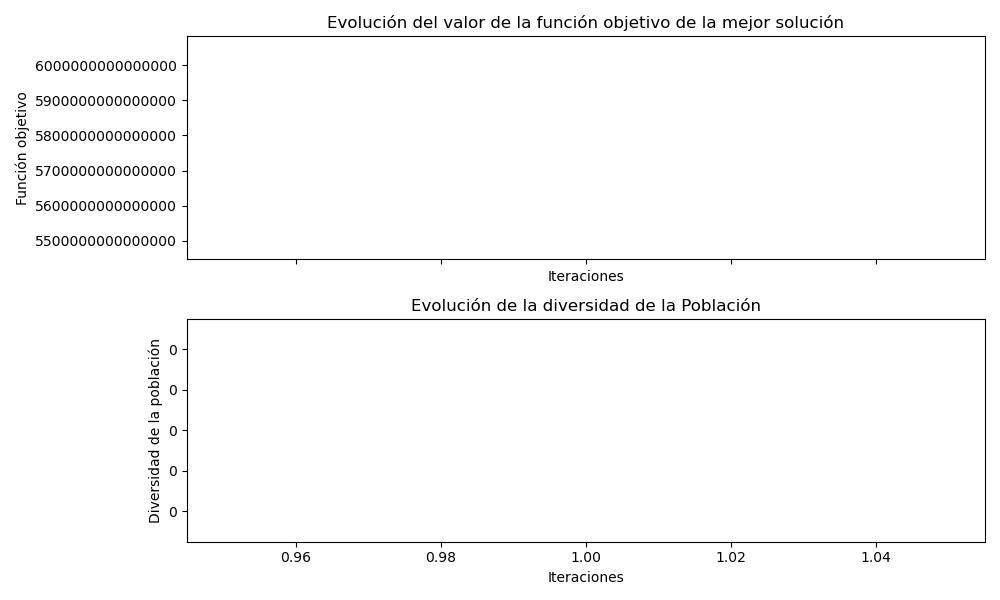 Evolución del valor de la función objetivo de la mejor solución
Función objetivo
6000000000000000
5900000000000000
5800000000000000
5700000000000000
5600000000000000
5500000000000000
Iteraciones
Evolución de la diversidad de la Población
Diversidad de la población
0
0
0
0
0
0.96 0.98 1.00 1.02 1.04
Iteraciones